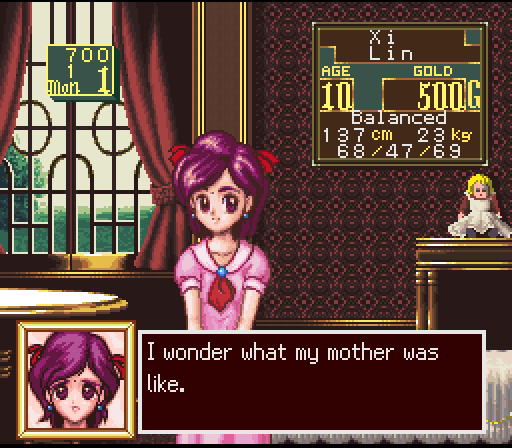 700
1
Mon 1
Xi
Lin
AGE GOLD
10 500G
Balanced
137cm 23kg
68/47/69
I wonder what my mother was
like.